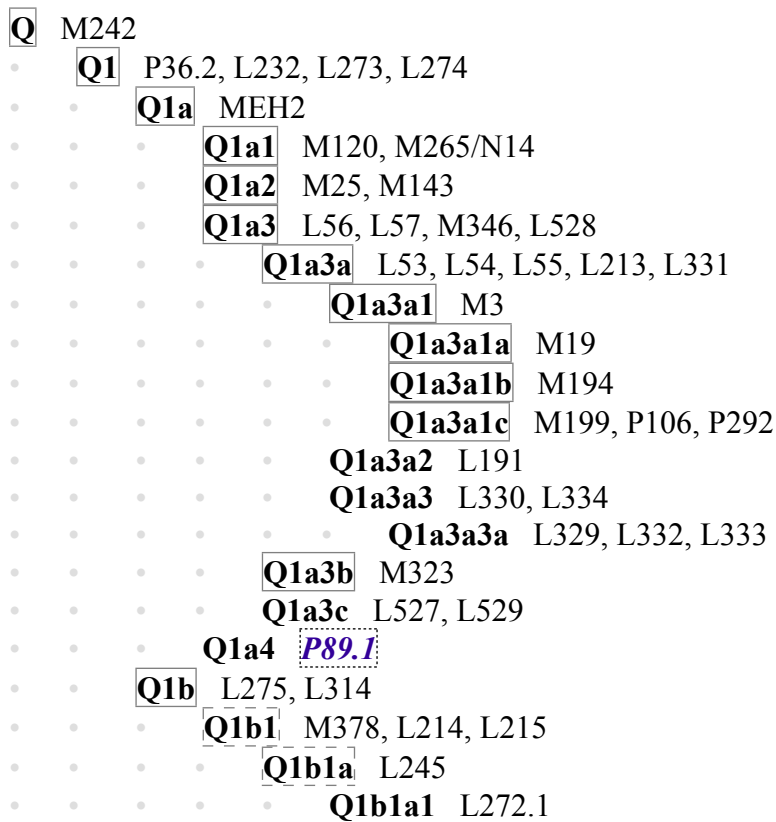 Q M242
Q1 P36.2, L232, L273, L274
Q1a MEH2
Q1a1 M120, M265/N14
Q1a2 M25, M143
Q1a3 L56, L57, M346, L528
Q1a3a L53, L54, L55, L213, L331
Q1a3a1 M3
Q1a3a1a M19
Q1a3a1b M194
Q1a3a1c M199, P106, P292
Q1a3a2 L191
Q1a3a3 L330, L334
Q1a3a3a L329, L332, L333
Q1a3b M323
Q1a3c L527, L529
Q1a4 P89.1
Q1b L275, L314
Q1b1 M378, L214, L215
Q1b1a L245
Q1b1a1 L272.1